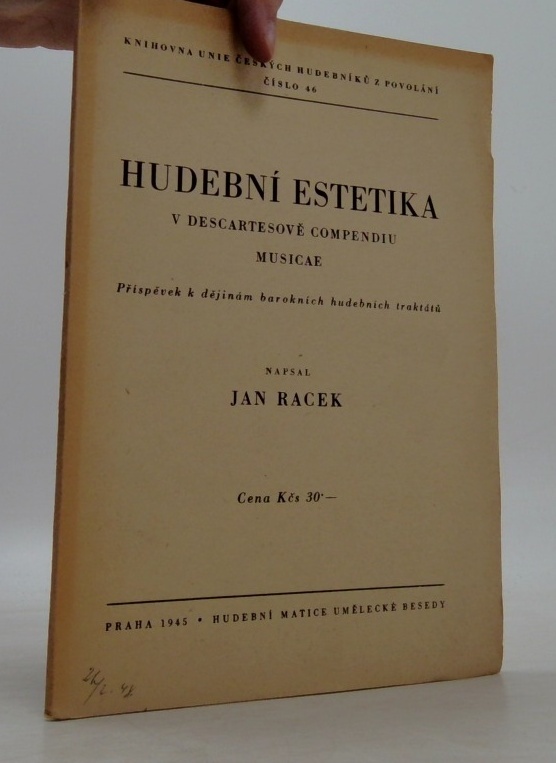 KNIHOVNA UNIE ČESKÝCH HUDEBNÍKŮ Z POVOLÁNÍ
ČÍSLO 46
HUDEBNÍ ESTETIKA
V DESCARTESOVĚ COMPENDIU
MUSICAE
Příspěvek k dějinám barokních hudebních traktátů
NAPSAL
JAN RACEK
Cena Kčs 30·—
PRAHA 1945 • HUDEBNÍ MATICE UMĚLECKÉ BESEDY